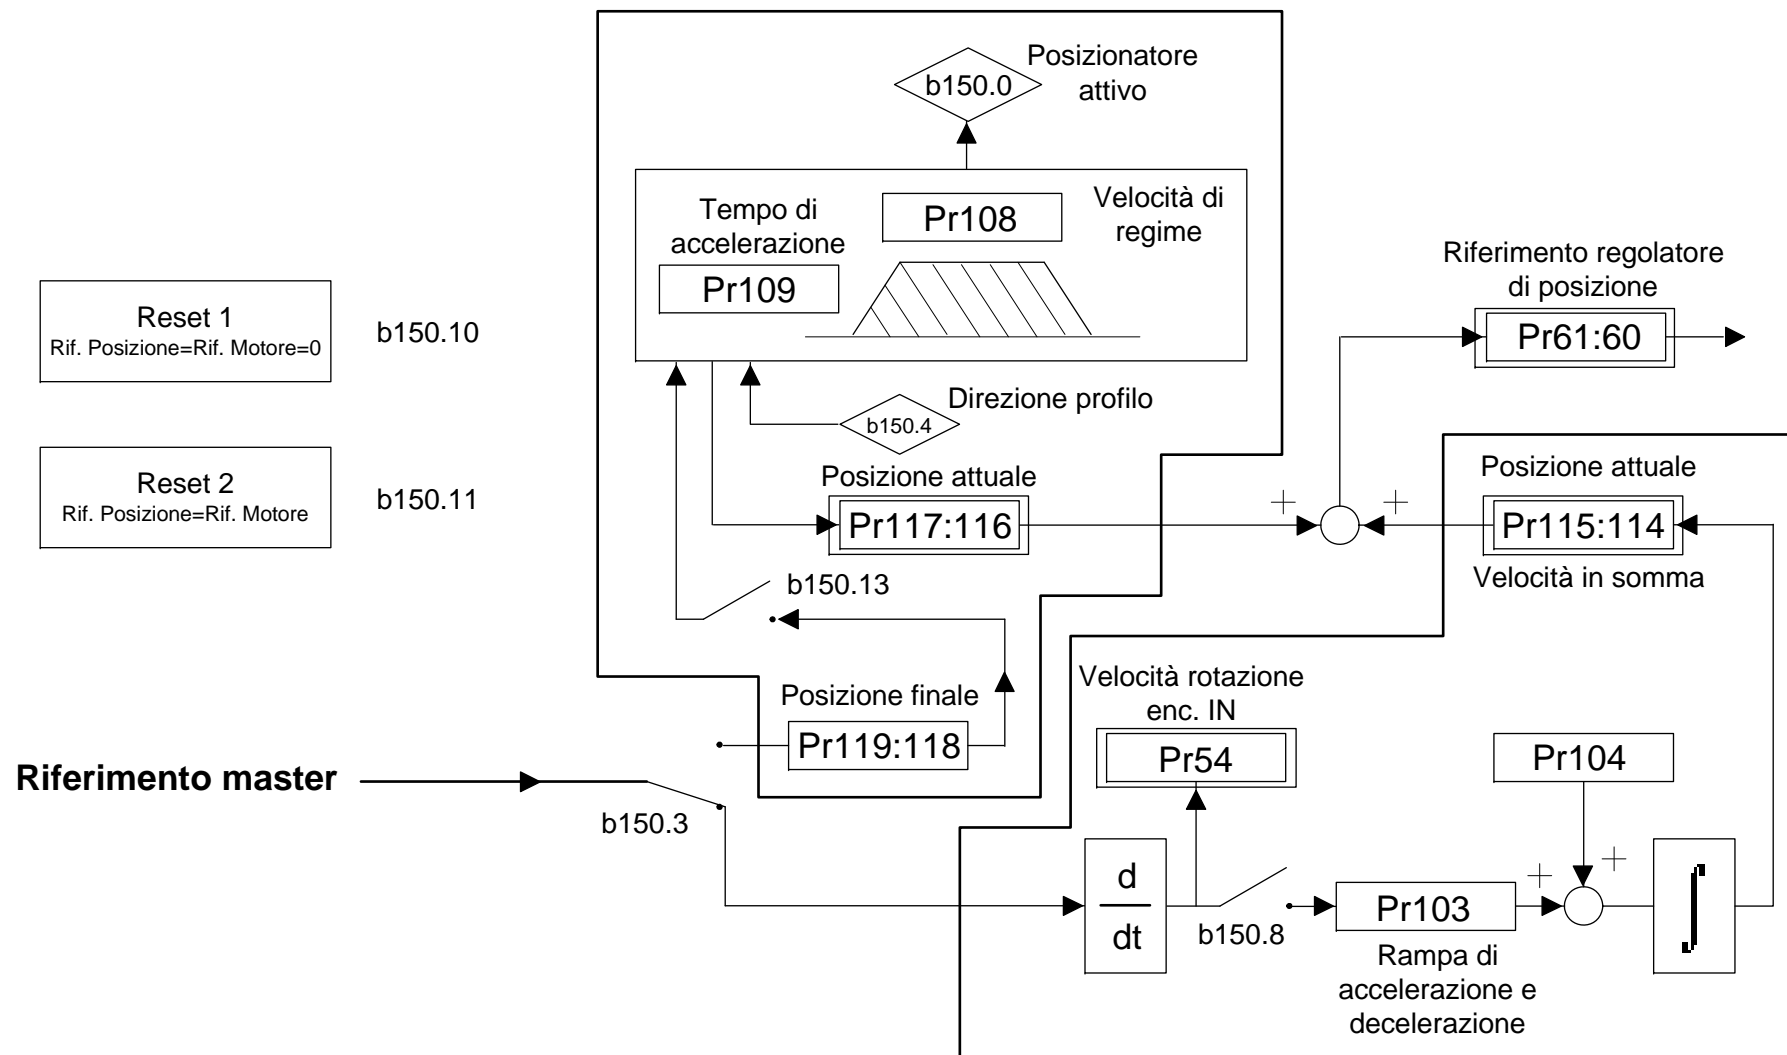 Posizionatore
attivo
b150.0
Tempo di
accelerazione
Pr109
Pr108
Velocità di
regime
Reset 1
Rif. Posizione=Rif. Motore=0
b150.10
Riferimento regolatore
di posizione
Pr61:60
Direzione profilo
b150.4
Reset 2
Rif. Posizione=Rif. Motore
b150.11
Posizione attuale
Pr117:116
+
+
Posizione attuale
Pr115:114
Velocità in somma
b150.13
Posizione finale
Pr119:118
Riferimento master
b150.3
Velocità rotazione
enc. IN
Pr54
Pr104
d
dt
b150.8
Pr103
Rampa di
accelerazione e
decelerazione
+
+
∫